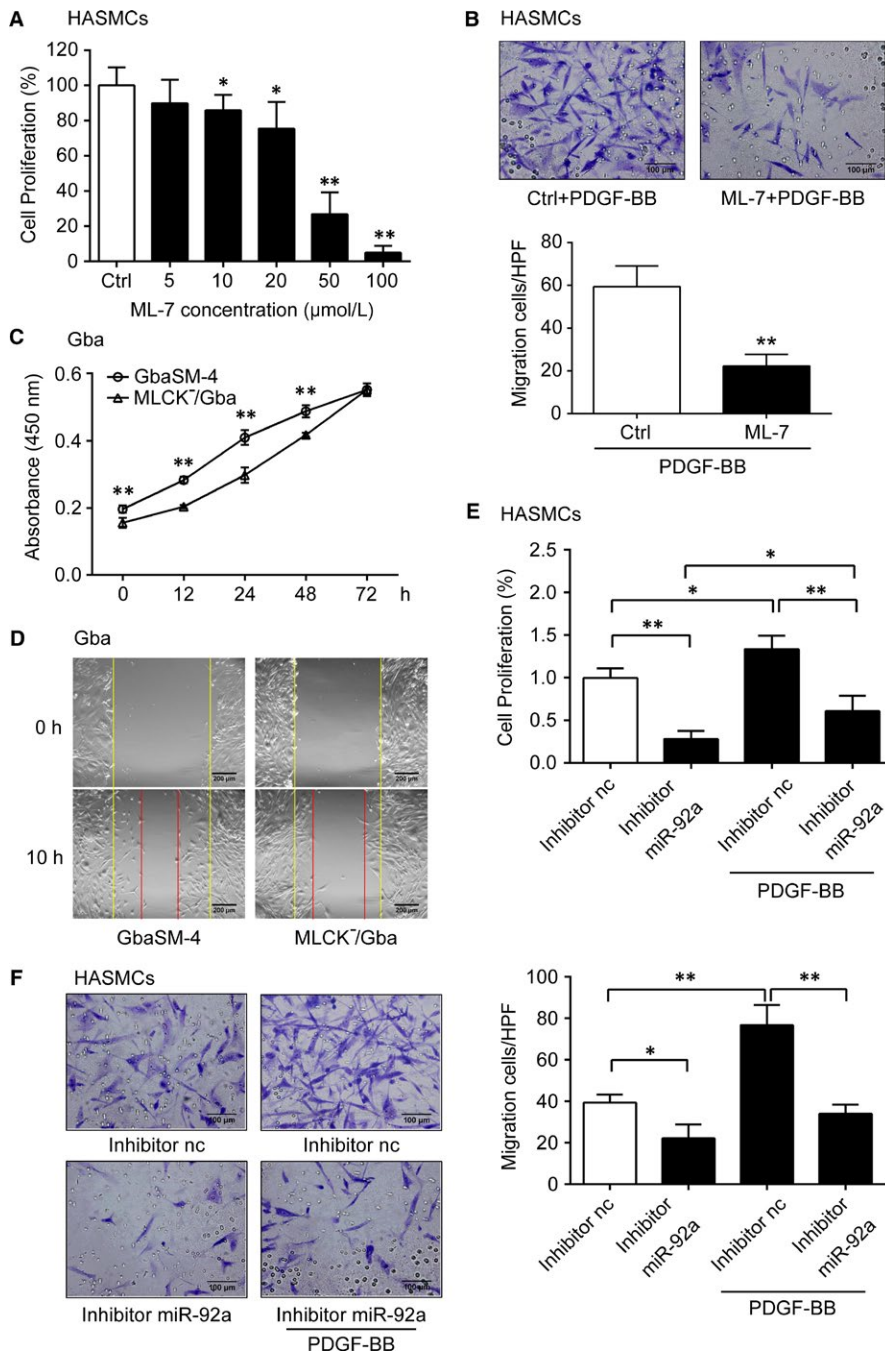 A HASMCs
Cell Proliferation (%)
120
100
80
60
40
20
0
*
*
**
**
Ctrl 5 10 20 50 100
ML-7 concentration (µmol/L)
B HASMCs
100 µm
100 µm
Ctrl+PDGF-BB ML-7+PDGF-BB
Migration cells/HPF
80
60
40
20
0
**
Ctrl ML-7
PDGF-BB
C Gba
Absorbance (450 nm)
0.6
0.4
0.2
0.0
GbaSM-4
MLCK⁻/Gba
**
**
**
**
0 12 24 48 72 h
D Gba
0 h
200 µm
200 µm
10 h
200 µm
200 µm
GbaSM-4 MLCK⁻/Gba
E HASMCs
Cell Proliferation (%)
2.5
2.0
1.5
1.0
0.5
0.0
*
*
**
**
Inhibitor nc
Inhibitor
miR-92a
Inhibitor nc
Inhibitor
miR-92a
PDGF-BB
F HASMCs
100 µm
100 µm
Inhibitor nc Inhibitor nc
100 µm
100 µm
Inhibitor miR-92a Inhibitor miR-92a
PDGF-BB
Migration cells/HPF
100
80
60
40
20
0
**
**
*
Inhibitor nc
Inhibitor
miR-92a
Inhibitor nc
Inhibitor
miR-92a
PDGF-BB